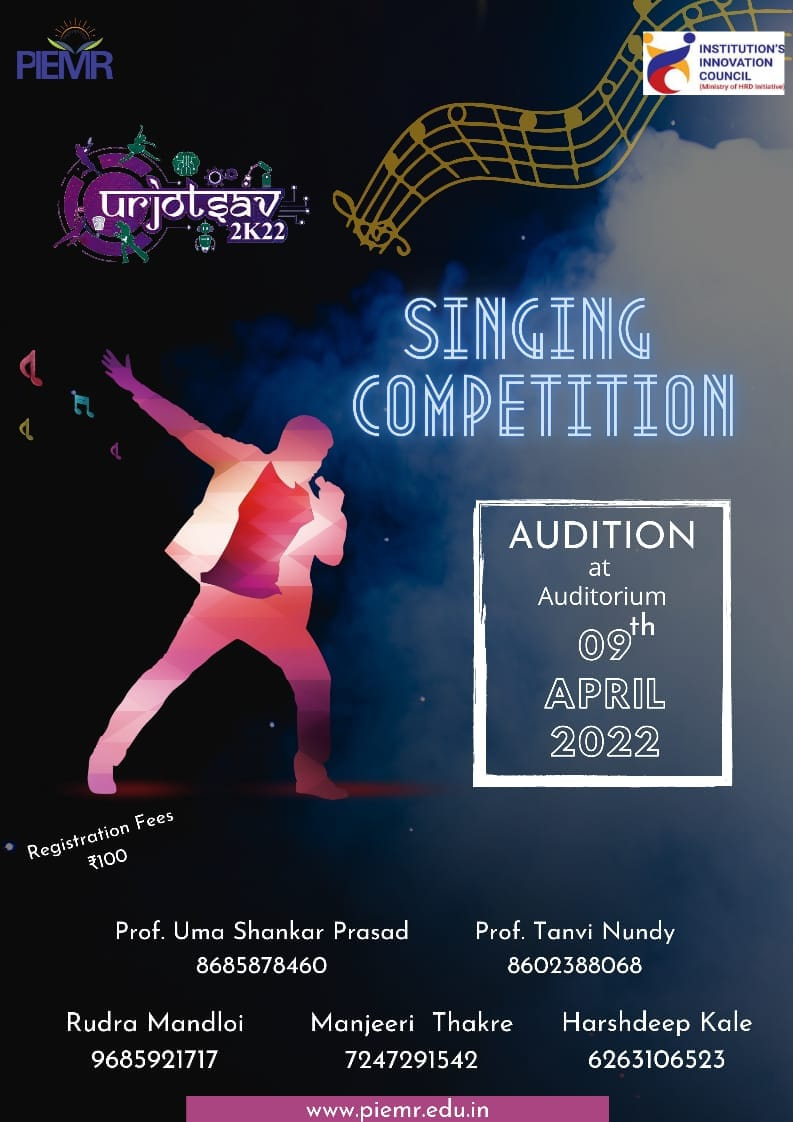 PIEMR
INSTITUTION'S
INNOVATION
COUNCIL
(Ministry of HRD Initiative)
urjotsav
2K22
SINGING
COMPETITION
AUDITION
at
Auditorium
09th
APRIL
2022
Registration Fees
₹100
Prof. Uma Shankar Prasad
8685878460
Prof. Tanvi Nundy
8602388068
Rudra Mandloi
9685921717
Manjeeri Thakre
7247291542
Harshdeep Kale
6263106523
www.piemr.edu.in